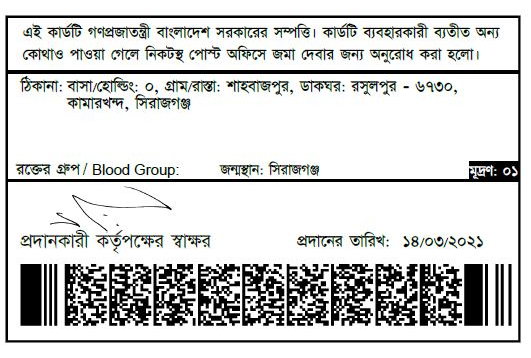 এই কার্ডটি গণপ্রজাতন্ত্রী বাংলাদেশ সরকারের সম্পত্তি। কার্ডটি ব্যবহারকারী ব্যতীত অন্য
কোথাও পাওয়া গেলে নিকটস্থ পোস্ট অফিসে জমা দেবার জন্য অনুরোধ করা হলো।
ঠিকানা: বাসা/হোল্ডিং: ০, গ্রাম/রাস্তা: শাহবাজপুর, ডাকঘর: রসুলপুর - ৬৭৩০,
কামারখন্দ, সিরাজগঞ্জ
রক্তের গ্রুপ / Blood Group: জন্মস্থান: সিরাজগঞ্জ মুদ্রণ: ০১
প্রদানকারী কর্তৃপক্ষের স্বাক্ষর প্রদানের তারিখ: ১৪/০৩/২০২১